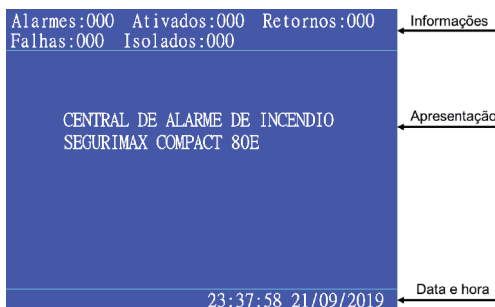 Alarmes:000 Ativados:000 Retornos:000
Falhas:000 Isolados:000
Informações
CENTRAL DE ALARME DE INCENDIO
SEGURIMAX COMPACT 80E
Apresentação
23:37:58 21/09/2019
Data e hora